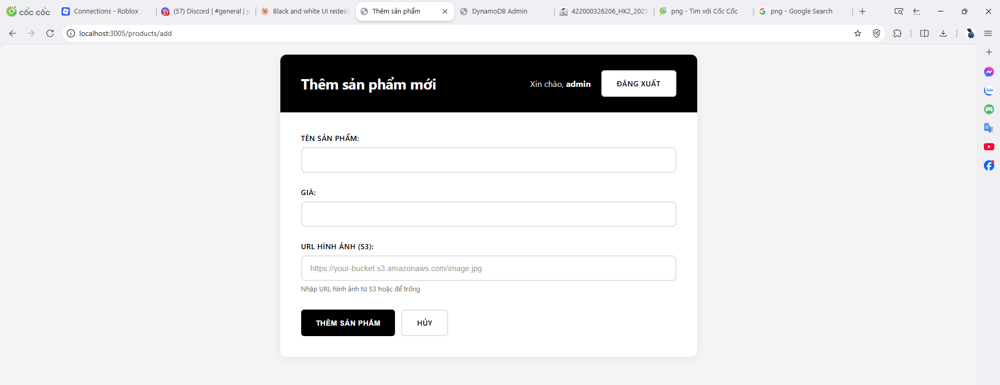 cốc cốc
Connections - Roblox
(57) Discord | #general | y
Black and white UI redesig
Thêm sản phẩm
DynamoDB Admin
422000326206_HK2_2025
png - Tìm với Cốc Cốc
png - Google Search
localhost:3005/products/add
Thêm sản phẩm mới
Xin chào, admin
ĐĂNG XUẤT
TÊN SẢN PHẨM:
GIÁ:
URL HÌNH ẢNH (S3):
https://your-bucket.s3.amazonaws.com/image.jpg
Nhập URL hình ảnh từ S3 hoặc để trống
THÊM SẢN PHẨM
HỦY
57
Zalo